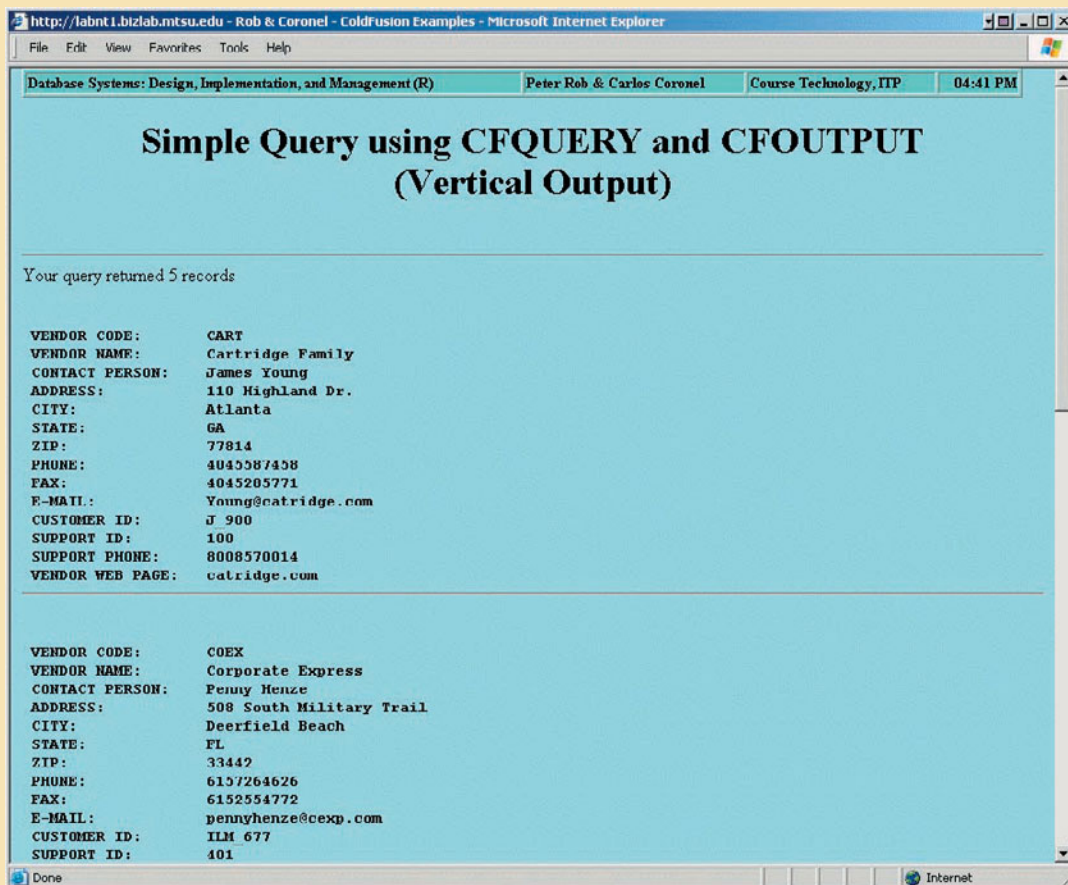 http://labnt1.bizlab.mtsu.edu - Rob & Coronel - ColdFusion Examples - Microsoft Internet Explorer
File Edit View Favorites Tools Help
Database Systems: Design, Implementation, and Management (R) Peter Rob & Carlos Coronel Course Technology, ITP 04:41 PM
Simple Query using CFQUERY and CFOUTPUT
(Vertical Output)
Your query returned 5 records
VENDOR CODE: CART
VENDOR NAME: Cartridge Family
CONTACT PERSON: James Young
ADDRESS: 110 Highland Dr.
CITY: Atlanta
STATE: GA
ZIP: 77814
PHONE: 4045587458
FAX: 4045205771
E-MAIL: Young@catridge.com
CUSTOMER ID: J_900
SUPPORT ID: 100
SUPPORT PHONE: 8008570014
VENDOR WEB PAGE: catridge.com
VENDOR CODE: COEX
VENDOR NAME: Corporate Express
CONTACT PERSON: Penny Henze
ADDRESS: 508 South Military Trail
CITY: Deerfield Beach
STATE: FL
ZIP: 33442
PHONE: 6157264626
FAX: 6152554772
E-MAIL: pennyhenze@cexp.com
CUSTOMER ID: ILM_677
SUPPORT ID: 401
Done Internet